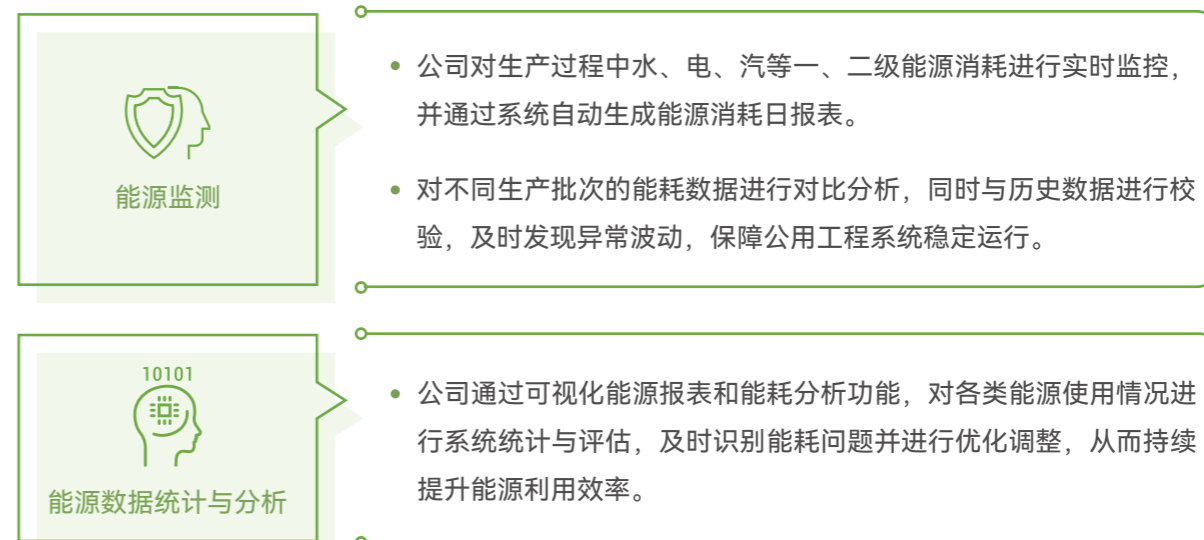 能源监测
公司对生产过程中水、电、汽等一、二级能源消耗进行实时监控，
并通过系统自动生成能源消耗日报表。
对不同生产批次的能耗数据进行对比分析，同时与历史数据进行校
验，及时发现异常波动，保障公用工程系统稳定运行。
10101
能源数据统计与分析
公司通过可视化能源报表和能耗分析功能，对各类能源使用情况进
行系统统计与评估，及时识别能耗问题并进行优化调整，从而持续
提升能源利用效率。